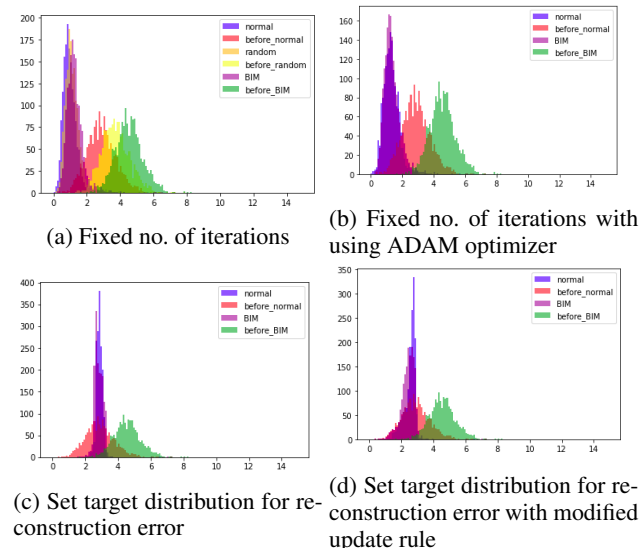 200
175
150
125
100
75
50
25
0
0 2 4 6 8 10 12 14
normal
before_normal
random
before_random
BIM
before_BIM
(a) Fixed no. of iterations
160
140
120
100
80
60
40
20
0
0 2 4 6 8 10 12 14
normal
before_normal
BIM
before_BIM
(b) Fixed no. of iterations with
using ADAM optimizer
400
350
300
250
200
150
100
50
0
0 2 4 6 8 10 12 14
normal
before_normal
BIM
before_BIM
(c) Set target distribution for re-
construction error
350
300
250
200
150
100
50
0
0 2 4 6 8 10 12 14
normal
before_normal
BIM
before_BIM
(d) Set target distribution for re-
construction error with modified
update rule